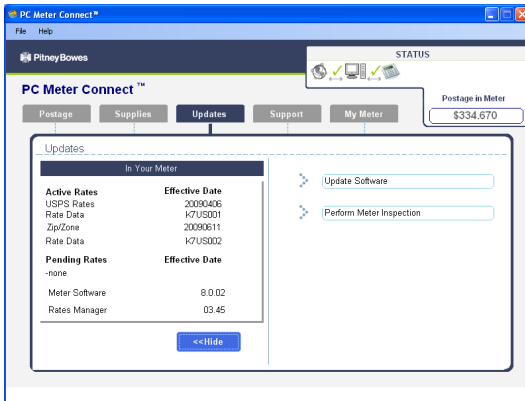 PC Meter Connect™
File Help
PitneyBowes
STATUS
PC Meter Connect ™
Postage in Meter
$334.670
Postage Supplies Updates Support My Meter
Updates
In Your Meter
Active Rates Effective Date
USPS Rates 20090406
Rate Data K7US001
Zip/Zone 20090611
Rate Data K7US002
Pending Rates Effective Date
-none
Meter Software 8.0.02
Rates Manager 03.45
<<Hide
Update Software
Perform Meter Inspection